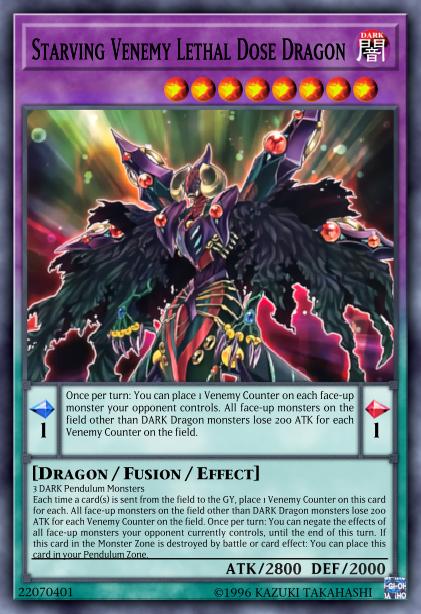 STARVING VENEMY LETHAL DOSE DRAGON
DARK
闇
Once per turn: You can place 1 Venemy Counter on each face-up
monster your opponent controls. All face-up monsters on the
field other than DARK Dragon monsters lose 200 ATK for each
Venemy Counter on the field.
1
1
[DRAGON / FUSION / EFFECT]
3 DARK Pendulum Monsters
Each time a card(s) is sent from the field to the GY, place 1 Venemy Counter on this card
for each. All face-up monsters on the field other than DARK Dragon monsters lose 200
ATK for each Venemy Counter on the field. Once per turn: You can negate the effects of
all face-up monsters your opponent currently controls, until the end of this turn. If
this card in the Monster Zone is destroyed by battle or card effect: You can place this
card in your Pendulum Zone.
ATK/2800 DEF/2000
22070401
©1996 KAZUKI TAKAHASHI